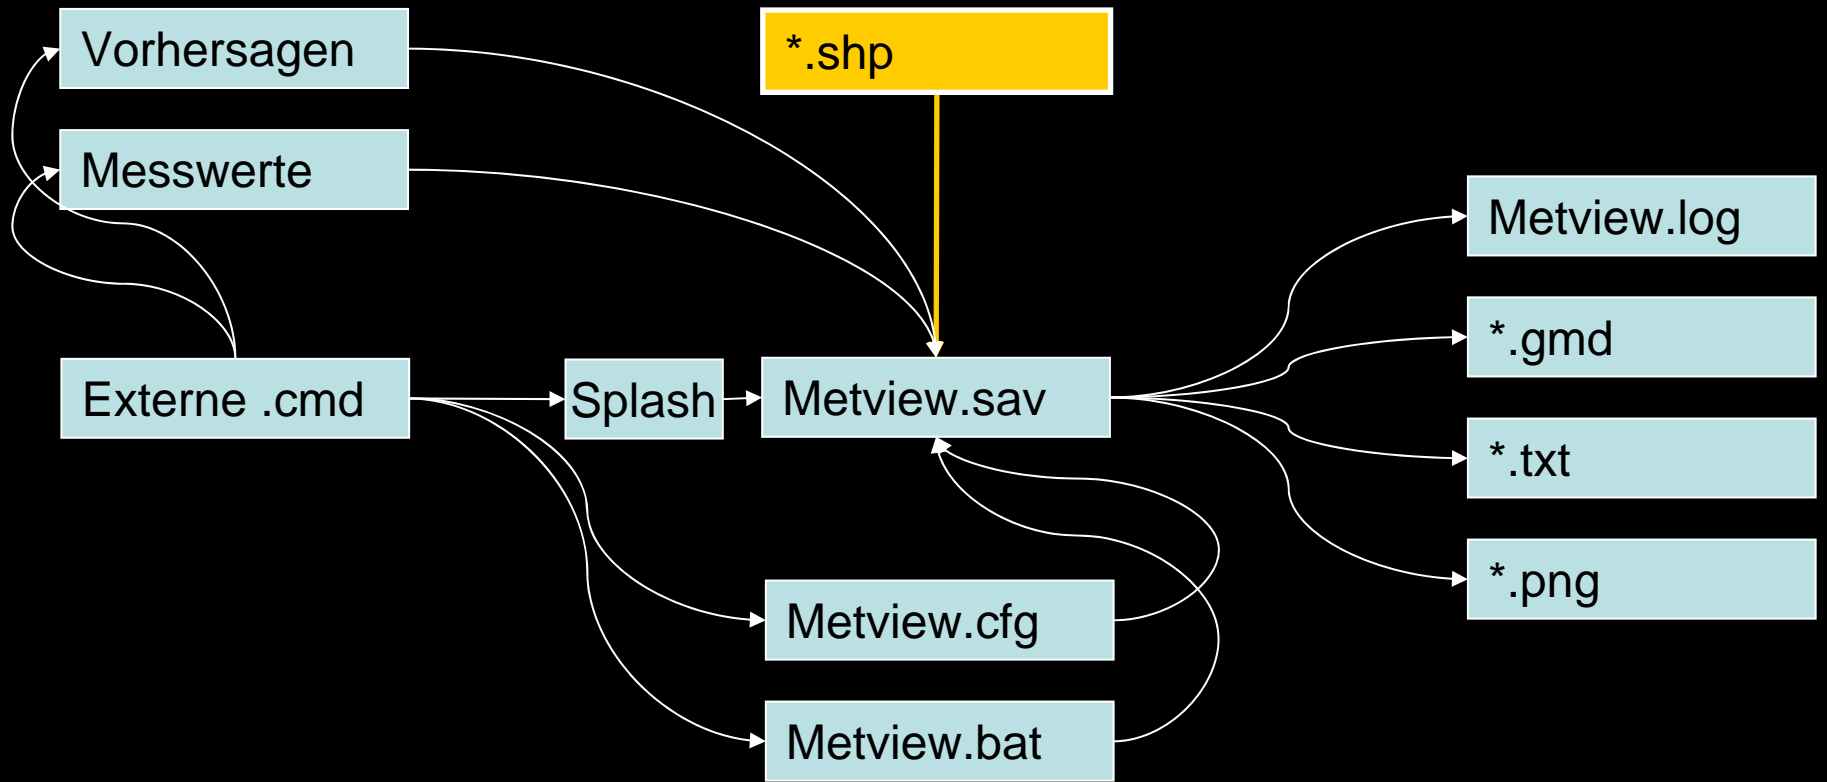 Vorhersagen
*.shp
Messwerte
Metview.log
*.gmd
Externe .cmd
Splash
Metview.sav
*.txt
*.png
Metview.cfg
Metview.bat